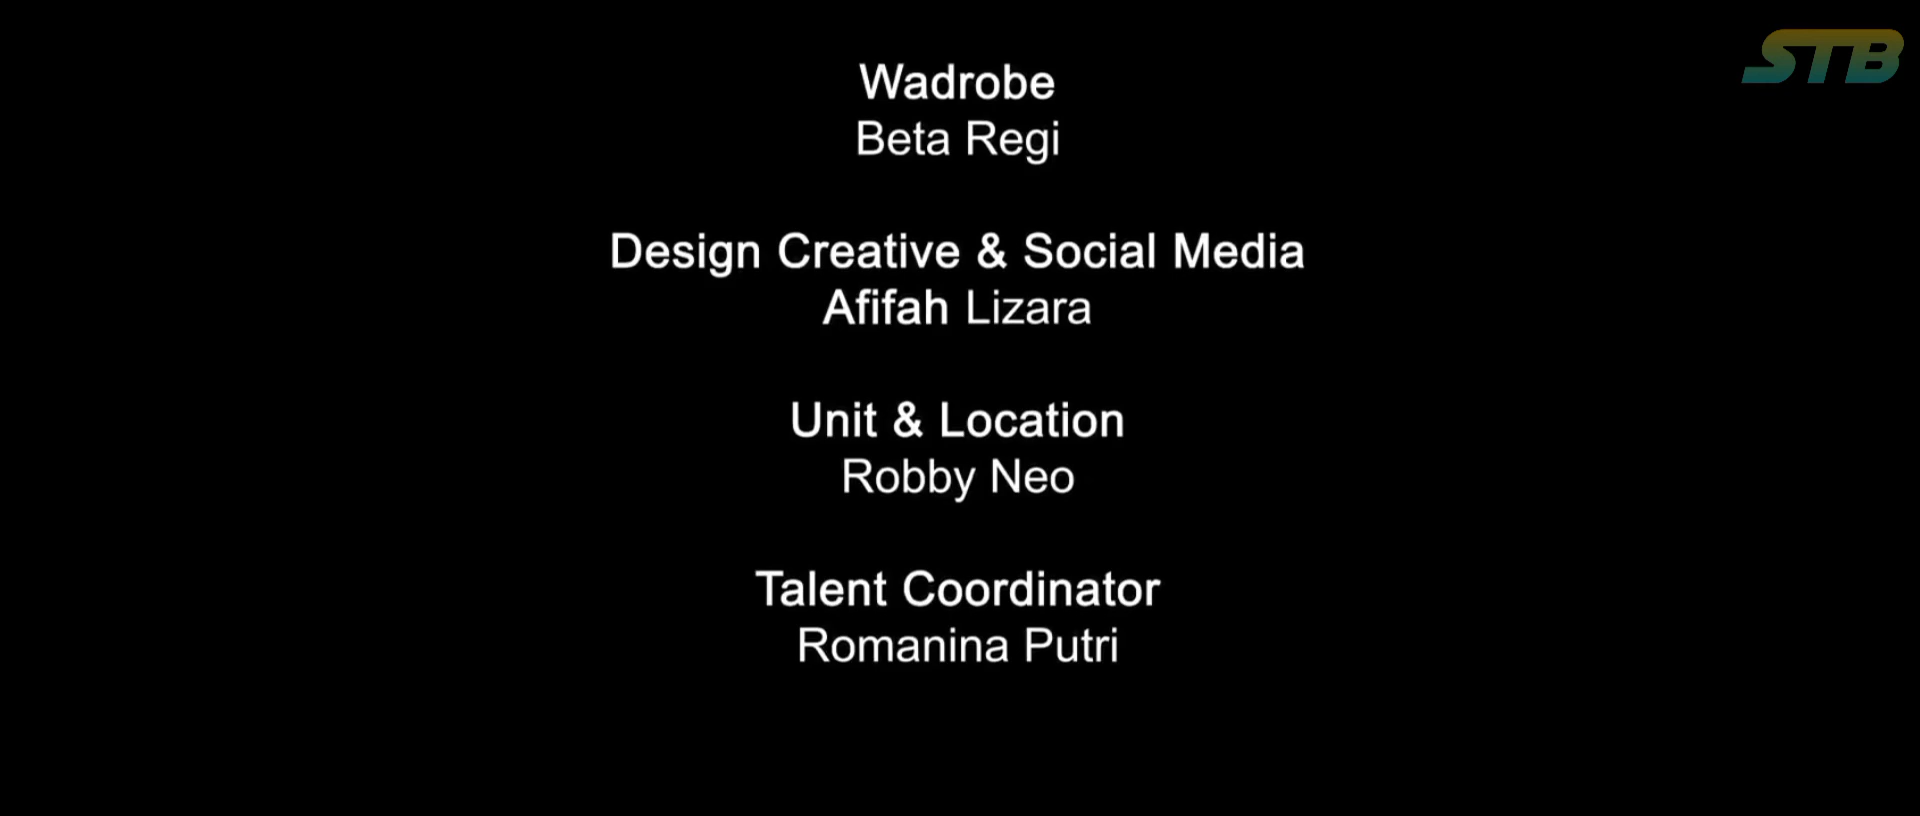 STB
Wadrobe
Beta Regi
Design Creative & Social Media
Afifah Lizara
Unit & Location
Robby Neo
Talent Coordinator
Romanina Putri